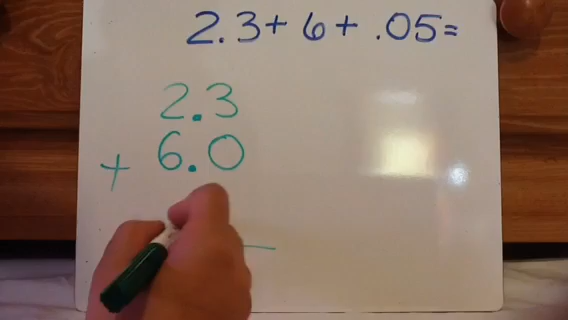 2.3+ 6 + .05=
2.3
6.0
+